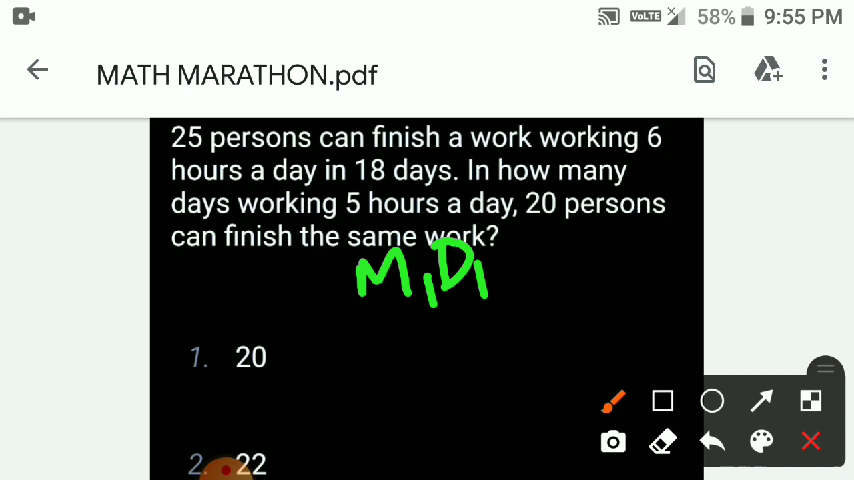 VoLTE 58% 9:55 PM
MATH MARATHON.pdf
25 persons can finish a work working 6
hours a day in 18 days. In how many
days working 5 hours a day, 20 persons
can finish the same work?
M₁D₁
1. 20
2. 22